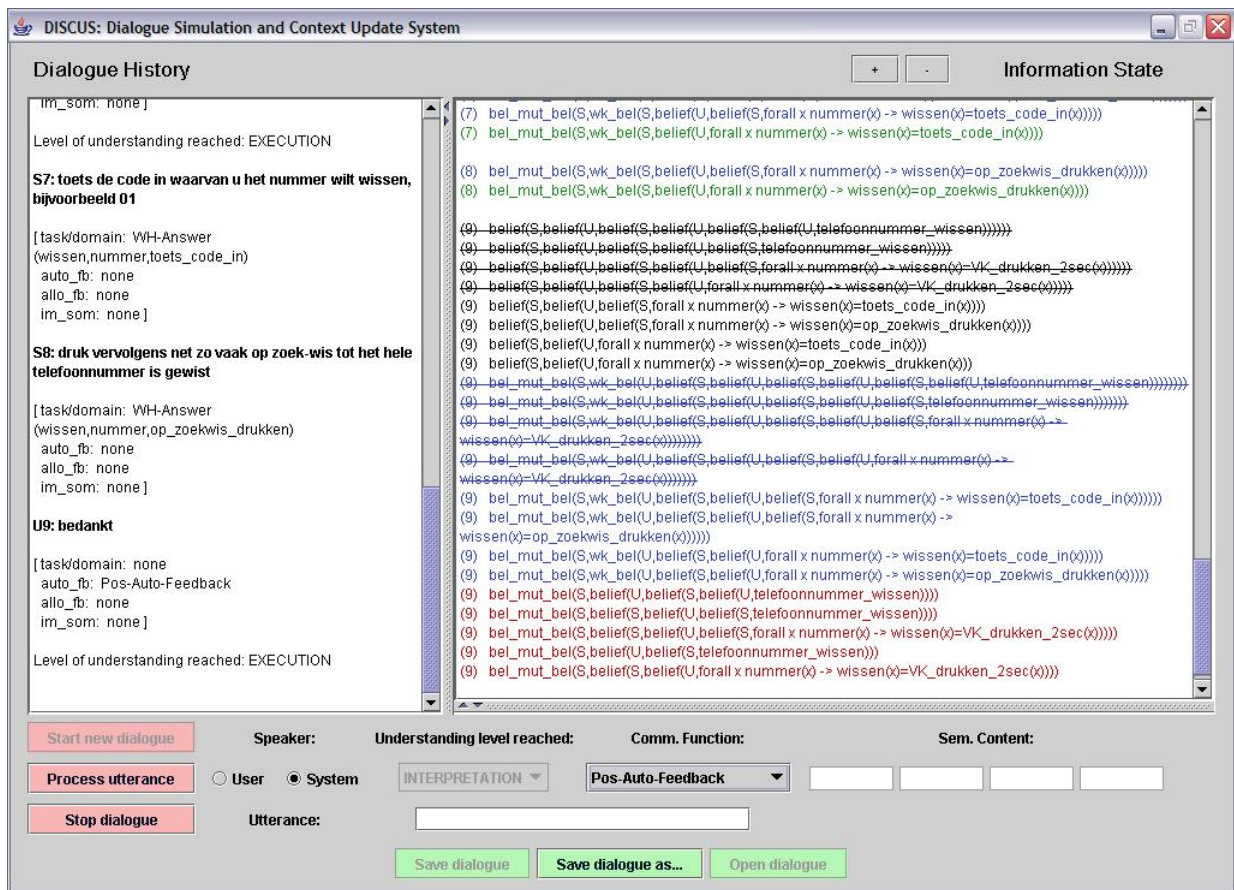 DISCUS: Dialogue Simulation and Context Update System
Dialogue History
+ -
Information State
im_som: none ]
Level of understanding reached: EXECUTION
S7: toets de code in waarvan u het nummer wilt wissen,
bijvoorbeeld 01
[ task/domain: WH-Answer
(wissen,nummer,toets_code_in)
auto_fb: none
allo_fb: none
im_som: none ]
S8: druk vervolgens net zo vaak op zoek-wis tot het hele
telefoonnummer is gewist
[ task/domain: WH-Answer
(wissen,nummer,op_zoekwis_drukken)
auto_fb: none
allo_fb: none
im_som: none ]
U9: bedankt
[ task/domain: none
auto_fb: Pos-Auto-Feedback
allo_fb: none
im_som: none ]
Level of understanding reached: EXECUTION
(7) bel_mut_bel(S,wk_bel(S,belief(U,belief(S,forall x nummer(x) -> wissen(x)=toets_code_in(x)))))
(7) bel_mut_bel(S,wk_bel(S,belief(U,forall x nummer(x) -> wissen(x)=toets_code_in(x))))
(8) bel_mut_bel(S,wk_bel(S,belief(U,belief(S,forall x nummer(x) -> wissen(x)=op_zoekwis_drukken(x)))))
(8) bel_mut_bel(S,wk_bel(S,belief(U,forall x nummer(x) -> wissen(x)=op_zoekwis_drukken(x))))
(9) belief(S,belief(U,belief(S,belief(U,belief(S,belief(U,telefoonnummer_wissen))))))
(9) belief(S,belief(U,belief(S,belief(U,belief(S,telefoonnummer_wissen)))))
(9) belief(S,belief(U,belief(S,belief(U,belief(S,forall x nummer(x) -> wissen(x)=VK_drukken_2sec(x))))))
(9) belief(S,belief(U,belief(S,belief(U,forall x nummer(x) -> wissen(x)=VK_drukken_2sec(x)))))
(9) belief(S,belief(U,belief(S,forall x nummer(x) -> wissen(x)=toets_code_in(x))))
(9) belief(S,belief(U,belief(S,forall x nummer(x) -> wissen(x)=op_zoekwis_drukken(x))))
(9) belief(S,belief(U,forall x nummer(x) -> wissen(x)=toets_code_in(x)))
(9) belief(S,belief(U,forall x nummer(x) -> wissen(x)=op_zoekwis_drukken(x)))
(9) bel_mut_bel(S,wk_bel(U,belief(S,belief(U,belief(S,belief(U,belief(S,belief(U,telefoonnummer_wissen))))))))
(9) bel_mut_bel(S,wk_bel(U,belief(S,belief(U,belief(S,belief(U,belief(S,telefoonnummer_wissen)))))))
(9) bel_mut_bel(S,wk_bel(U,belief(S,belief(U,belief(S,belief(U,belief(S,forall x nummer(x) ->
wissen(x)=VK_drukken_2sec(x))))))))
(9) bel_mut_bel(S,wk_bel(U,belief(S,belief(U,belief(S,belief(U,forall x nummer(x) ->
wissen(x)=VK_drukken_2sec(x)))))))
(9) bel_mut_bel(S,wk_bel(U,belief(S,belief(U,belief(S,forall x nummer(x) -> wissen(x)=toets_code_in(x))))))
(9) bel_mut_bel(S,wk_bel(U,belief(S,belief(U,belief(S,forall x nummer(x) ->
wissen(x)=op_zoekwis_drukken(x))))))
(9) bel_mut_bel(S,wk_bel(U,belief(S,belief(U,forall x nummer(x) -> wissen(x)=toets_code_in(x)))))
(9) bel_mut_bel(S,wk_bel(U,belief(S,belief(U,forall x nummer(x) -> wissen(x)=op_zoekwis_drukken(x)))))
(9) bel_mut_bel(S,belief(U,belief(S,belief(U,telefoonnummer_wissen))))
(9) bel_mut_bel(S,belief(S,belief(U,belief(S,telefoonnummer_wissen))))
(9) bel_mut_bel(S,belief(S,belief(U,belief(S,forall x nummer(x) -> wissen(x)=VK_drukken_2sec(x)))))
(9) bel_mut_bel(S,belief(U,belief(S,telefoonnummer_wissen)))
(9) bel_mut_bel(S,belief(S,belief(U,forall x nummer(x) -> wissen(x)=VK_drukken_2sec(x))))
Start new dialogue
Speaker:
Understanding level reached:
Comm. Function:
Sem. Content:
Process utterance
User
System
INTERPRETATION
Pos-Auto-Feedback
Stop dialogue
Utterance:
Save dialogue
Save dialogue as...
Open dialogue